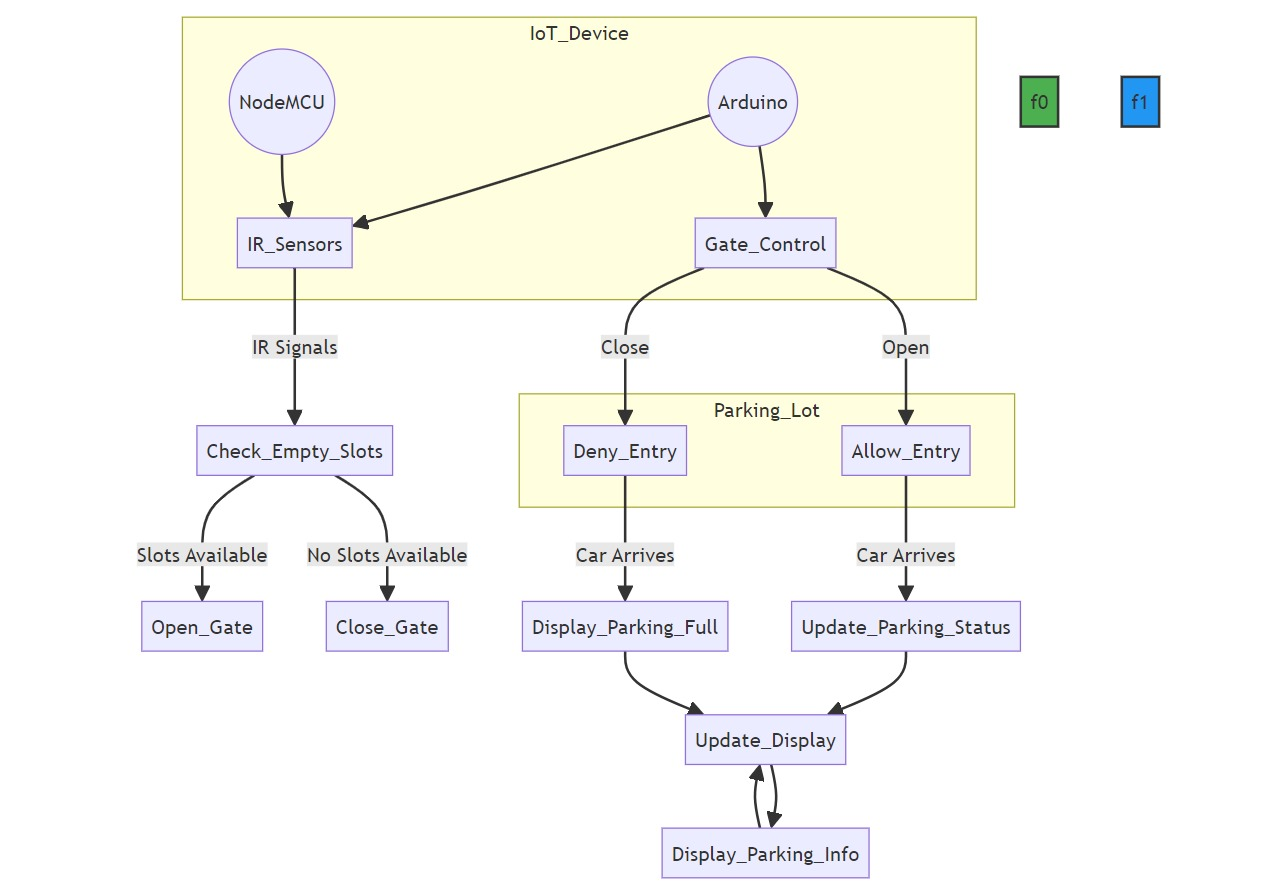 IoT_Device
NodeMCU
Arduino
f0
f1
IR_Sensors
Gate_Control
IR Signals
Close
Open
Parking_Lot
Check_Empty_Slots
Deny_Entry
Allow_Entry
Slots Available
No Slots Available
Car Arrives
Car Arrives
Open_Gate
Close_Gate
Display_Parking_Full
Update_Parking_Status
Update_Display
Display_Parking_Info